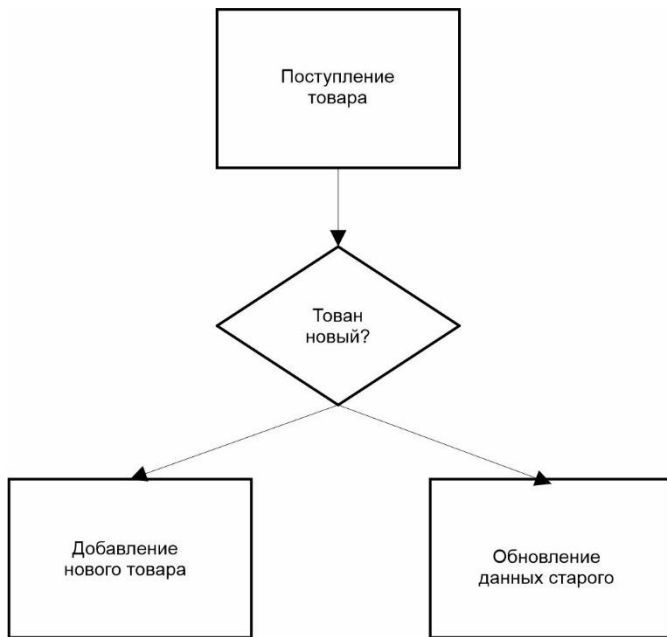 Поступление
товара
Тован
новый?
Добавление
нового товара
Обновление
данных старого